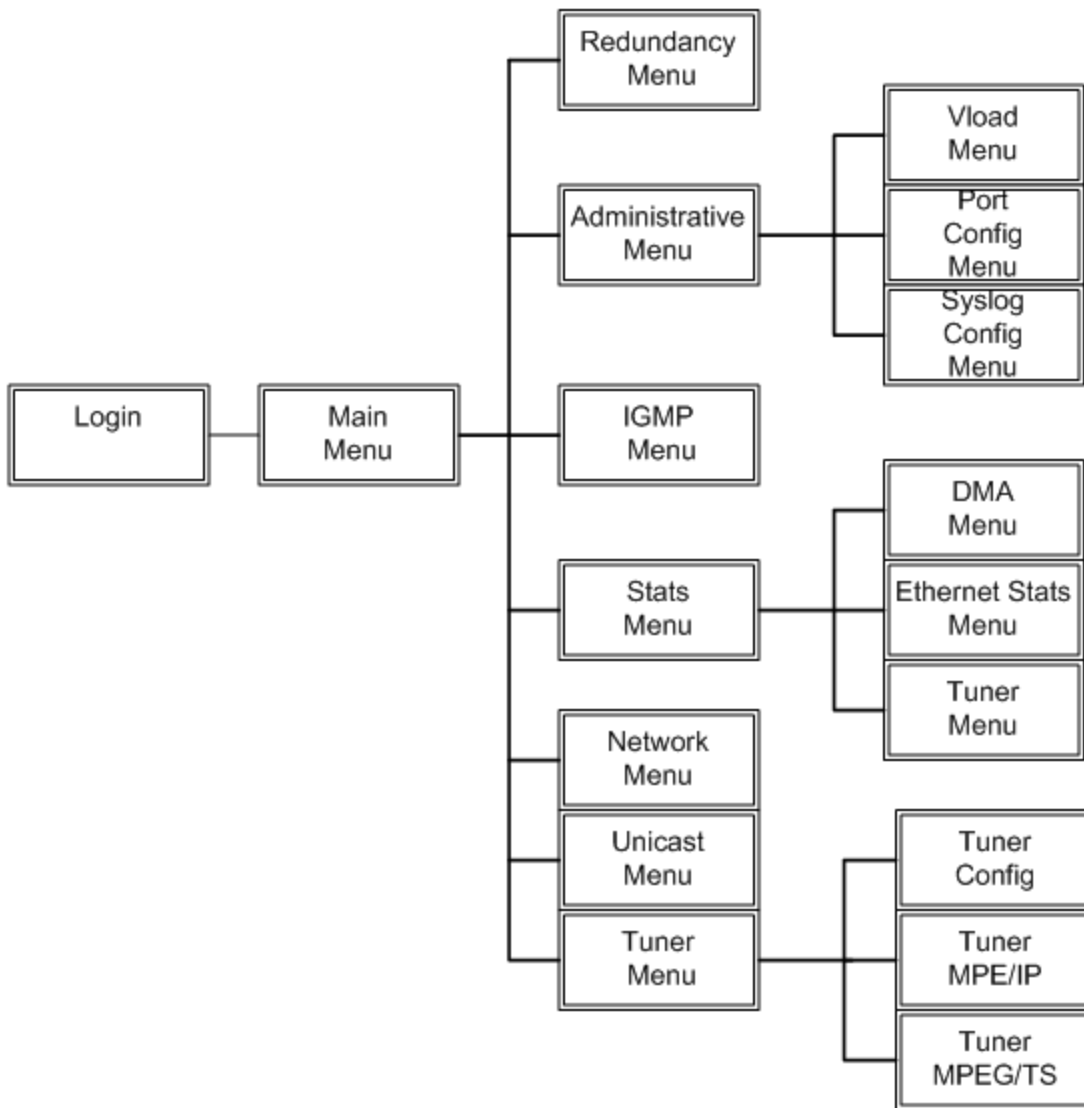 Redundancy
Menu
Vload
Menu
Administrative
Menu
Port
Config
Menu
Syslog
Config
Menu
Login
Main
Menu
IGMP
Menu
DMA
Menu
Stats
Menu
Ethernet Stats
Menu
Tuner
Menu
Network
Menu
Unicast
Menu
Tuner
Config
Tuner
Menu
Tuner
MPE/IP
Tuner
MPEG/TS